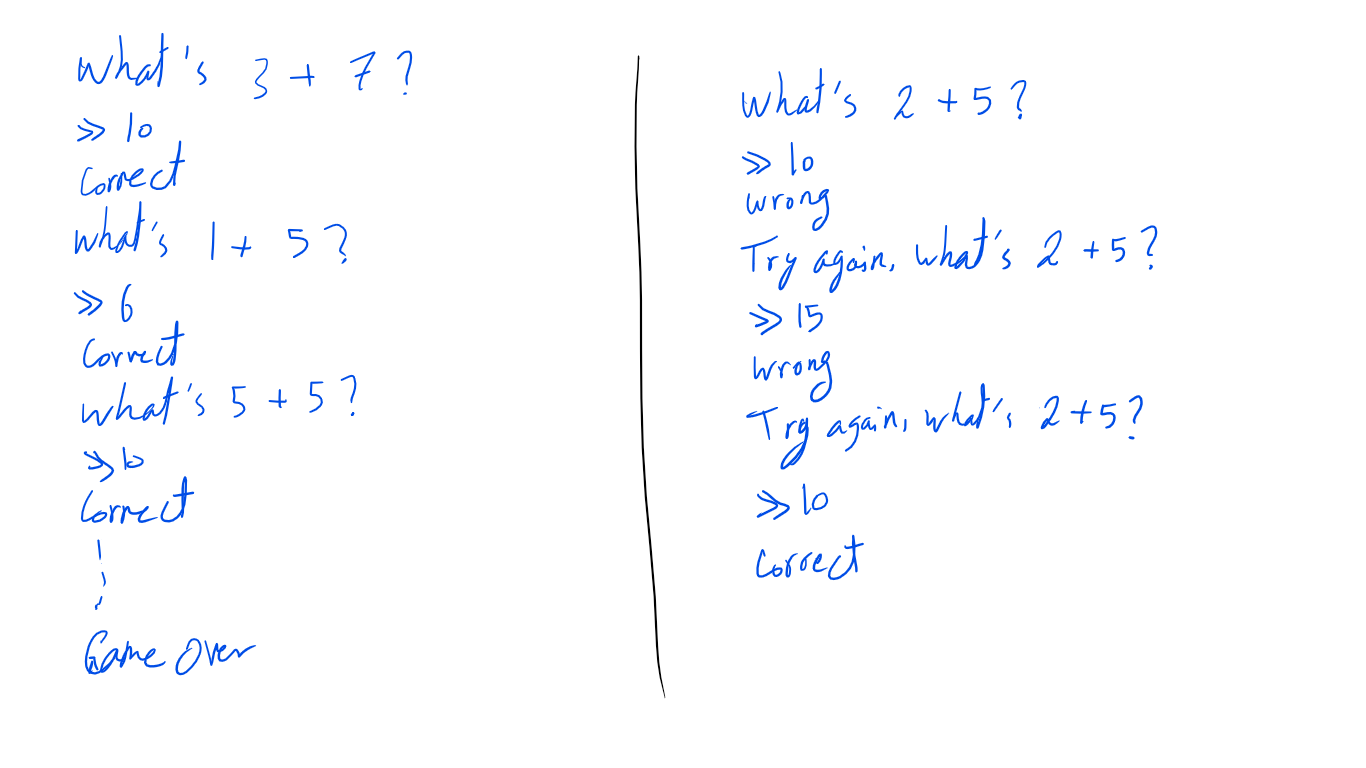 What's 3 + 7?
>> 10
Correct
What's 1 + 5?
>> 6
Correct
What's 5 + 5?
>> 10
Correct
Game Over
What's 2 + 5?
>> 10
wrong
Try again, what's 2 + 5?
>> 15
wrong
Try again, what's 2 + 5?
>> 10
Correct